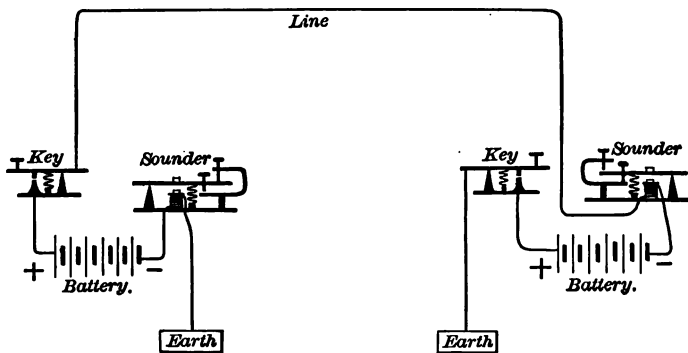 Line
Key
Sounder
Key
Sounder
+
−
Battery.
+
−
Battery.
Earth
Earth